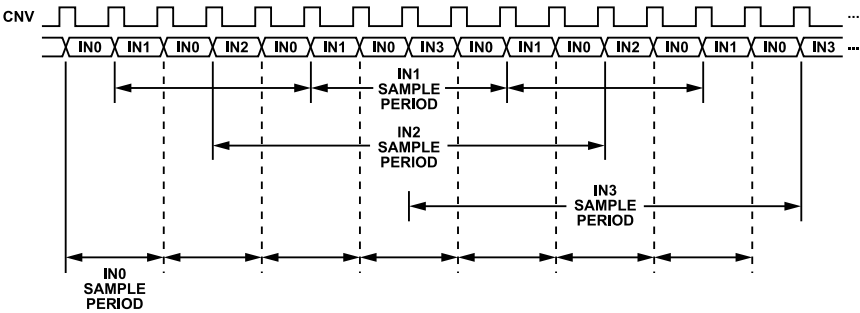 CNV ...
IN0 IN1 IN0 IN2 IN0 IN1 IN0 IN3 IN0 IN1 IN0 IN2 IN0 IN1 IN0 IN3 ...
IN1
SAMPLE
PERIOD
IN2
SAMPLE
PERIOD
IN3
SAMPLE
PERIOD
IN0
SAMPLE
PERIOD